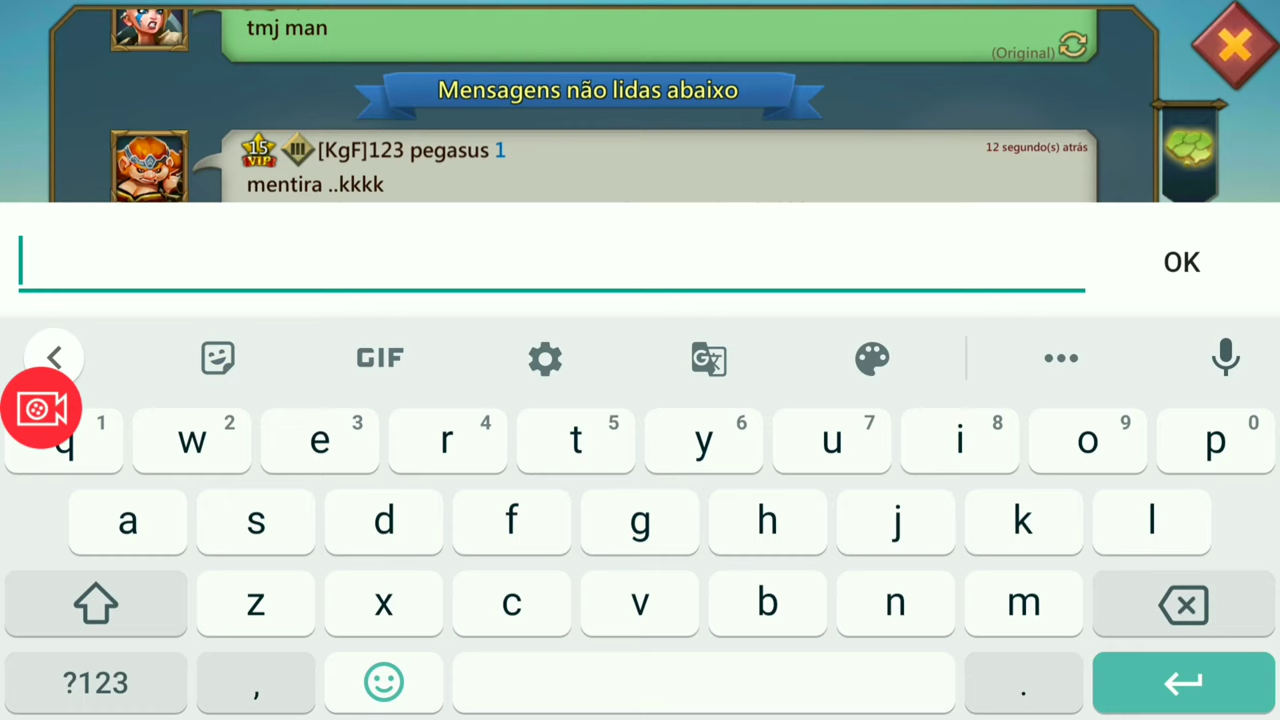 tmj man
(Original)
Mensagens não lidas abaixo
15 VIP III [KgF]123 pegasus 1 12 segundo(s) atrás
mentira ..kkkk
OK
GIF G
q 1 w 2 e 3 r 4 t 5 y 6 u 7 i 8 o 9 p 0
a s d f g h j k l
z x c v b n m
?123 , .